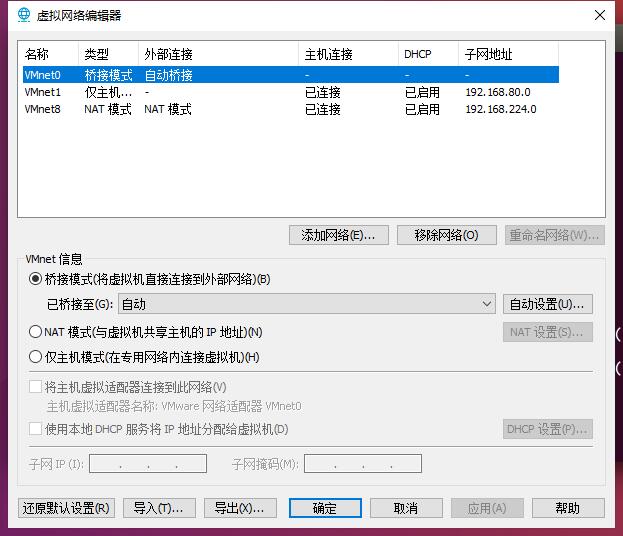 虚拟网络编辑器
名称 类型 外部连接 主机连接 DHCP 子网地址
VMnet0 桥接模式 自动桥接 - - -
VMnet1 仅主机... - 已连接 已启用 192.168.80.0
VMnet8 NAT 模式 NAT 模式 已连接 已启用 192.168.224.0
添加网络(E)... 移除网络(O) 重命名网络(W)...
VMnet 信息
桥接模式(将虚拟机直接连接到外部网络)(B)
已桥接至(G): 自动 自动设置(U)...
NAT 模式(与虚拟机共享主机的 IP 地址)(N) NAT 设置(S)...
仅主机模式(在专用网络内连接虚拟机)(H)
将主机虚拟适配器连接到此网络(V)
主机虚拟适配器名称: VMware 网络适配器 VMnet0
使用本地 DHCP 服务将 IP 地址分配给虚拟机(D) DHCP 设置(P)...
子网 IP (I): . . . 子网掩码(M): . . .
还原默认设置(R) 导入(T)... 导出(X)... 确定 取消 应用(A) 帮助